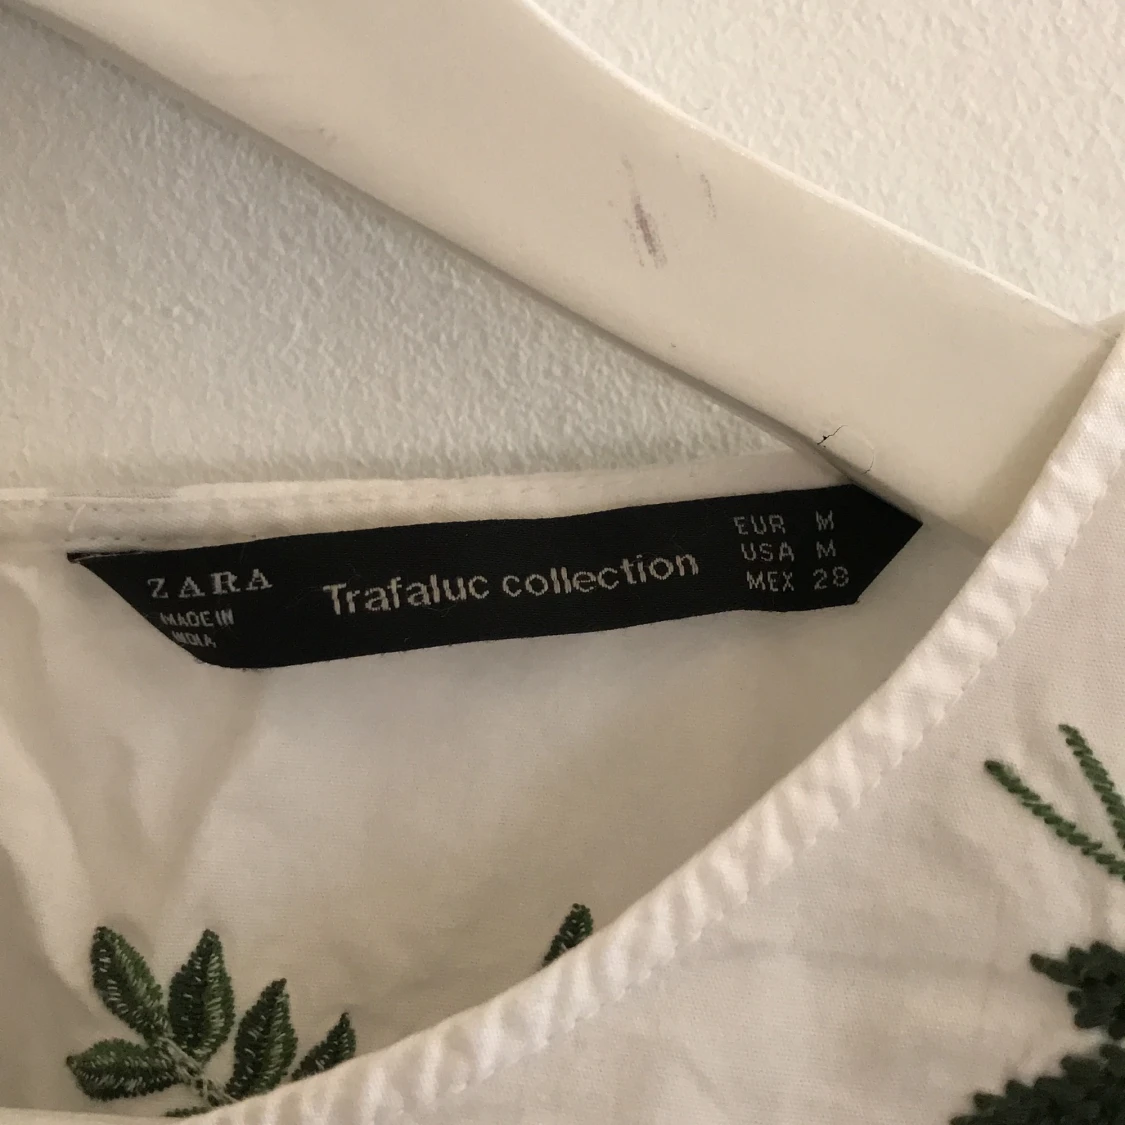 ZARA
MADE IN
INDIA
Trafaluc collection
EUR M
USA M
MEX 28